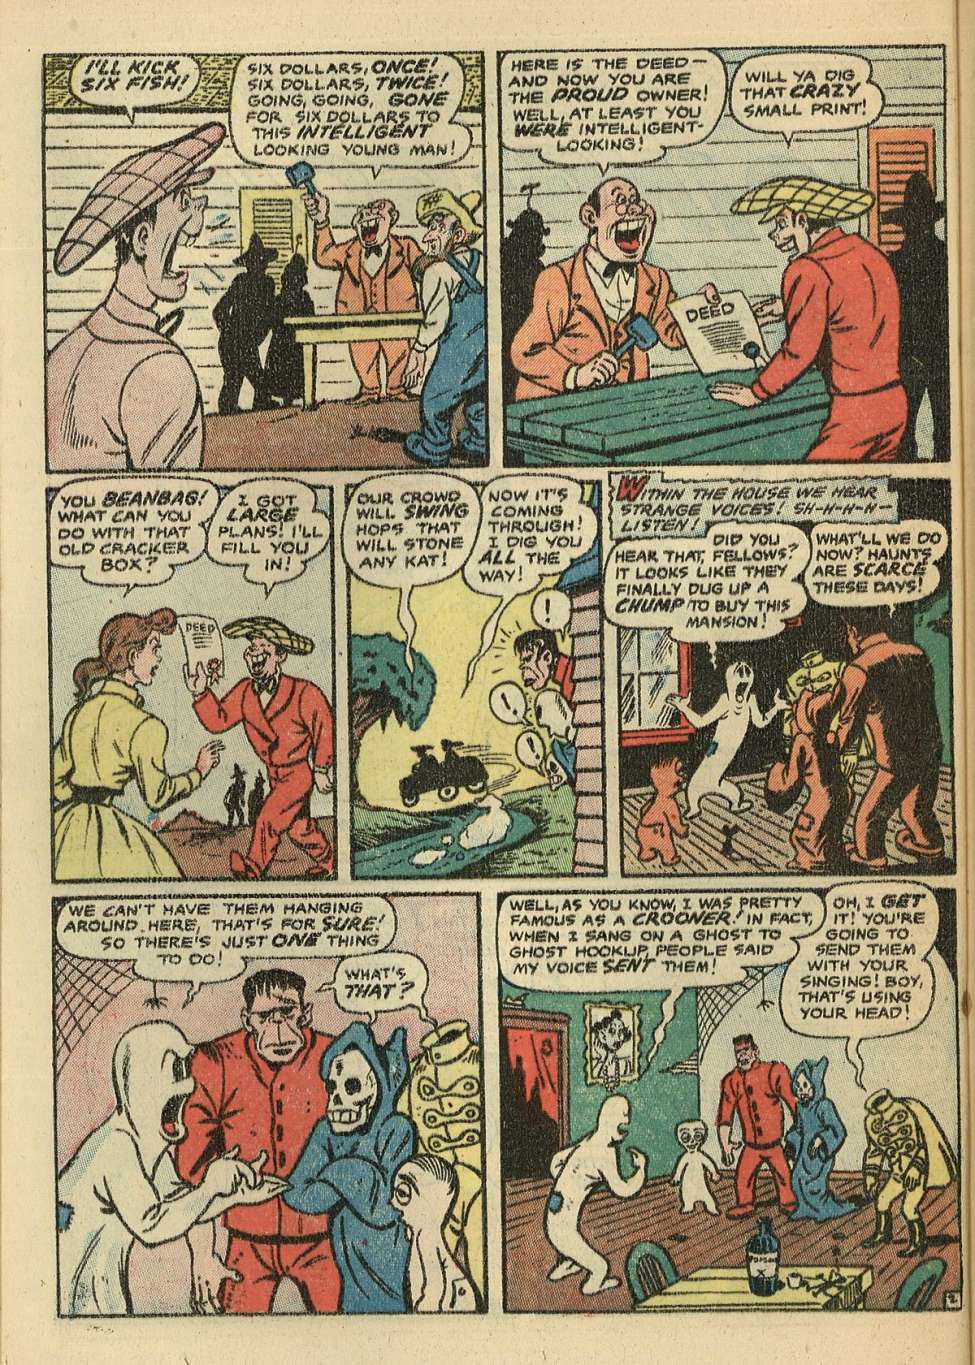 I'LL KICK
SIX FISH!
SIX DOLLARS, ONCE!
SIX DOLLARS, TWICE!
GOING, GOING, GONE
FOR SIX DOLLARS TO
THIS INTELLIGENT
LOOKING YOUNG MAN!
HERE IS THE DEED—
AND NOW YOU ARE
THE PROUD OWNER!
WELL, AT LEAST YOU
WERE INTELLIGENT-
LOOKING!
WILL YA DIG
THAT CRAZY
SMALL PRINT!
DEED
YOU BEANBAG!
WHAT CAN YOU
DO WITH THAT
OLD CRACKER
BOX?
I GOT
LARGE
PLANS! I'LL
FILL YOU
IN!
DEED
OUR CROWD
WILL SWING
HOPS THAT
WILL STONE
ANY KAT!
NOW IT'S
COMING
THROUGH!
I DIG YOU
ALL THE
WAY!
!
!
!
WITHIN THE HOUSE WE HEAR
STRANGE VOICES! SH-H-H-H—
LISTEN!
DID YOU
HEAR THAT, FELLOWS?
IT LOOKS LIKE THEY
FINALLY DUG UP A
CHUMP TO BUY THIS
MANSION!
WHAT'LL WE DO
NOW? HAUNTS
ARE SCARCE
THESE DAYS!
WE CAN'T HAVE THEM HANGING
AROUND HERE, THAT'S FOR SURE!
SO THERE'S JUST ONE THING
TO DO!
WHAT'S
THAT?
WELL, AS YOU KNOW, I WAS PRETTY
FAMOUS AS A CROONER! IN FACT,
WHEN I SANG ON A GHOST TO
GHOST HOOKUP, PEOPLE SAID
MY VOICE SENT THEM!
OH, I GET
IT! YOU'RE
GOING TO
SEND THEM
WITH YOUR
SINGING! BOY,
THAT'S USING
YOUR HEAD!
X
2